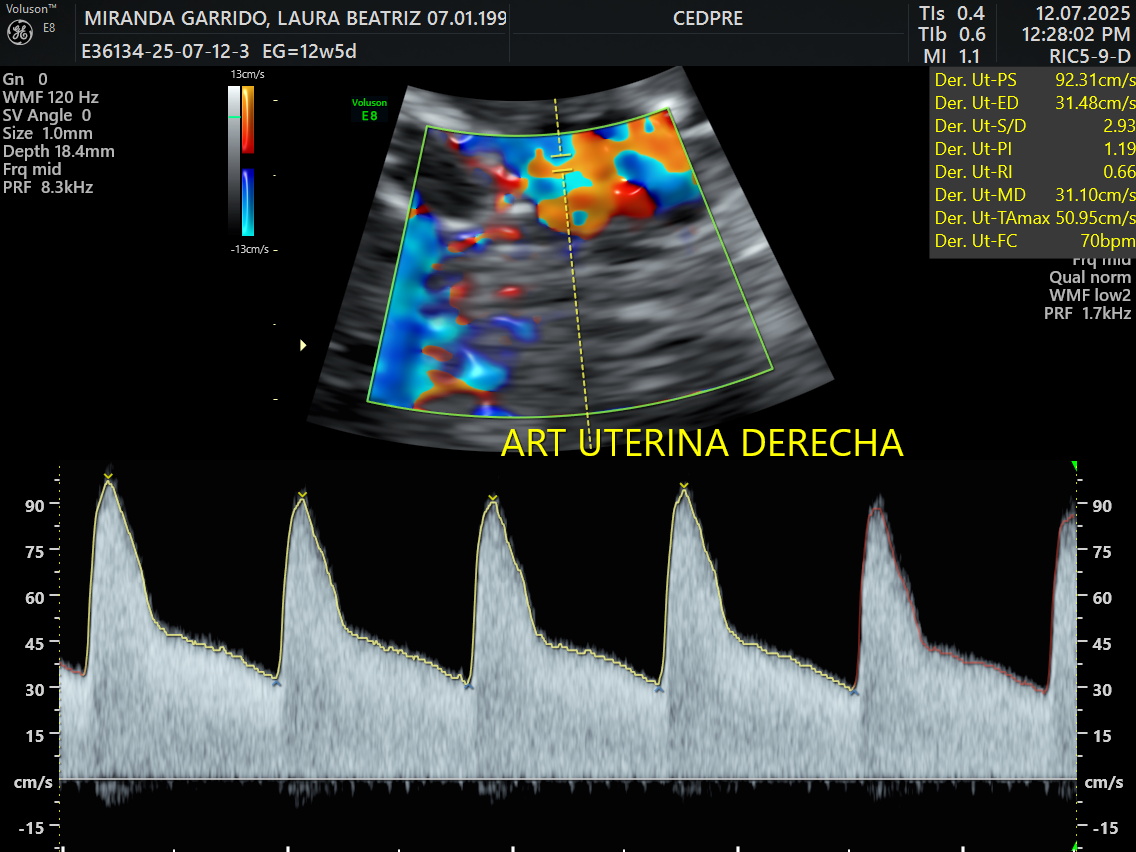 Voluson™
E8
MIRANDA GARRIDO, LAURA BEATRIZ 07.01.199
E36134-25-07-12-3 EG=12w5d
CEDPRE
TIs 0.4
TIb 0.6
MI 1.1
12.07.2025
12:28:02 PM
RIC5-9-D
Gn 0
WMF 120 Hz
SV Angle 0
Size 1.0mm
Depth 18.4mm
Frq mid
PRF 8.3kHz
13cm/s
-13cm/s
Voluson
E8
Der. Ut-PS 92.31cm/s
Der. Ut-ED 31.48cm/s
Der. Ut-S/D 2.93
Der. Ut-PI 1.19
Der. Ut-RI 0.66
Der. Ut-MD 31.10cm/s
Der. Ut-TAmax 50.95cm/s
Der. Ut-FC 70bpm
Frq mid
Qual norm
WMF low2
PRF 1.7kHz
ART UTERINA DERECHA
90
75
60
45
30
15
cm/s
-15
90
75
60
45
30
15
cm/s
-15